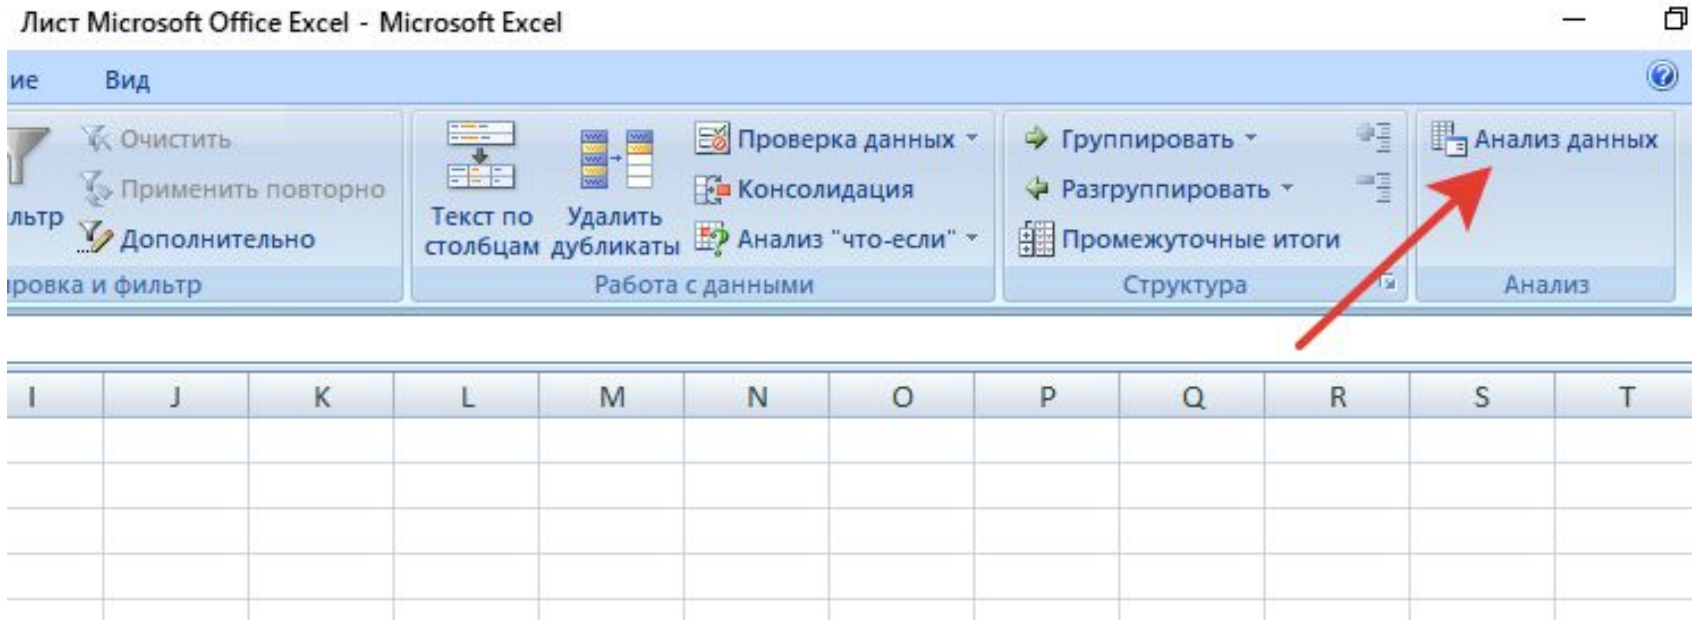 Лист Microsoft Office Excel - Microsoft Excel
ие Вид
Очистить
Применить повторно
льтр
Дополнительно
ровка и фильтр
Текст по столбцам
Удалить дубликаты
Проверка данных
Консолидация
Анализ "что-если"
Работа с данными
Группировать
Разгруппировать
Промежуточные итоги
Структура
Анализ данных
Анализ
I J K L M N O P Q R S T